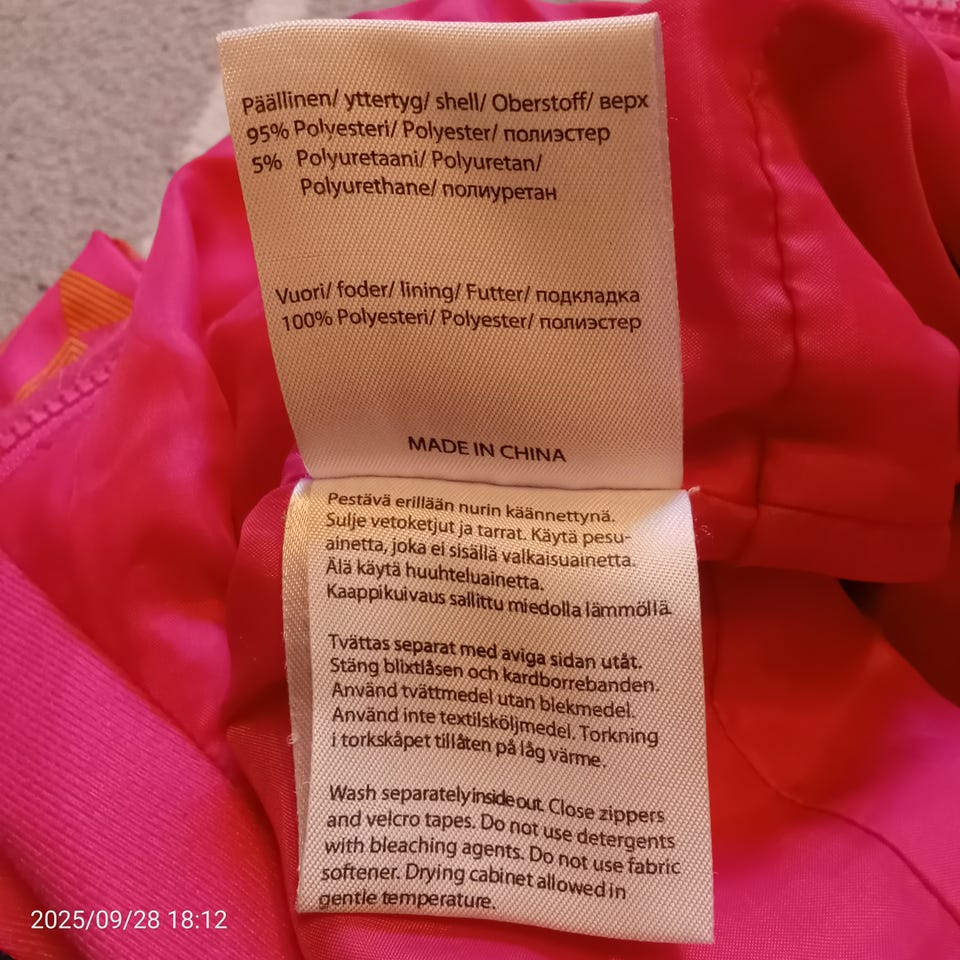 Päällinen/ yttertyg/ shell/ Oberstoff/ верх
95% Polyesteri/ Polyester/ полиэстер
5% Polyuretaani/ Polyuretan/
Polyurethane/ полиуретан
Vuori/ foder/ lining/ Futter/ подкладка
100% Polyesteri/ Polyester/ полиэстер
MADE IN CHINA
Pestävä erillään nurin käännettynä.
Sulje vetoketjut ja tarrat. Käytä pesu-
ainetta, joka ei sisällä valkaisuainetta.
Älä käytä huuhteluainetta.
Kaappikuivaus sallittu miedolla lämmöllä.
Tvättas separat med aviga sidan utåt.
Stäng blixtlåsen och kardborrebanden.
Använd tvättmedel utan blekmedel.
Använd inte textilsköljmedel. Torkning
i torkskåpet tillåten på låg värme.
Wash separately inside out. Close zippers
and velcro tapes. Do not use detergents
with bleaching agents. Do not use fabric
softener. Drying cabinet allowed in
gentle temperature.
2025/09/28 18:12